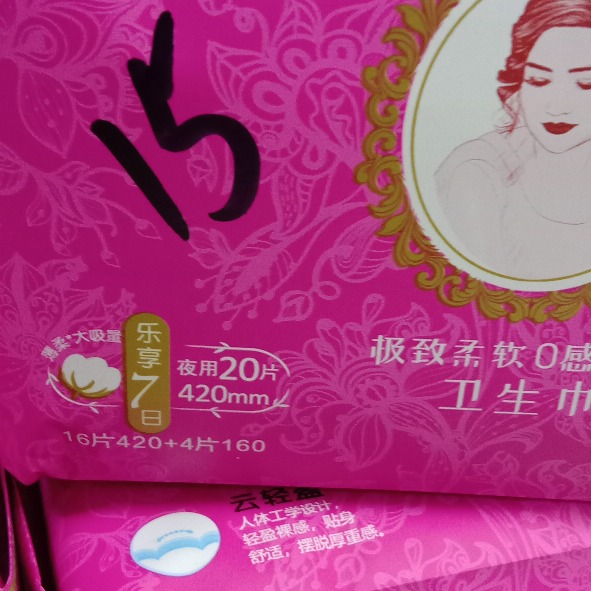 15
薄柔·大吸量
乐享7日
夜用20片
420mm
16片420+4片160
极致柔软0感
卫生巾
云轻盈
人体工学设计,
轻盈裸感,贴身
舒适,摆脱厚重感。